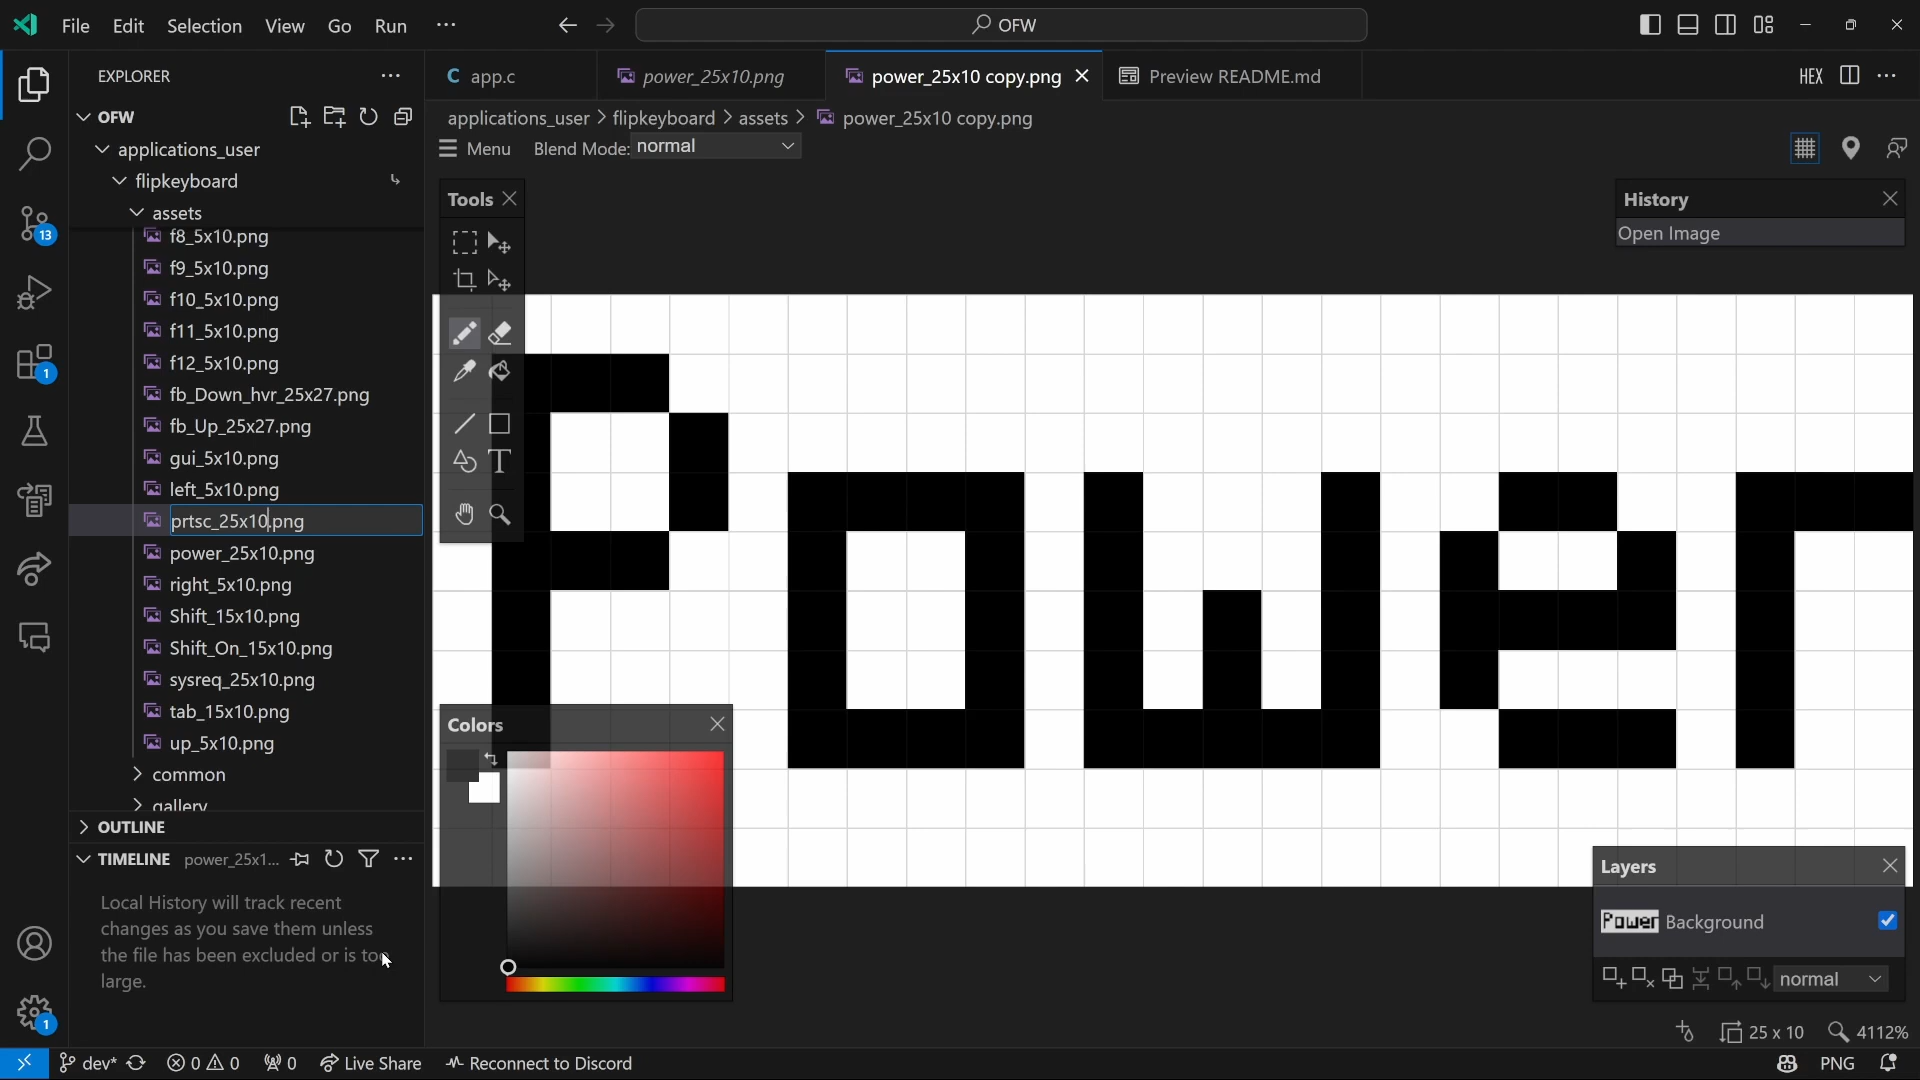 File Edit Selection View Go Run ··· OFW
EXPLORER ···
OFW
applications_user
flipkeyboard
assets
f8_5x10.png
f9_5x10.png
f10_5x10.png
f11_5x10.png
f12_5x10.png
fb_Down_hvr_25x27.png
fb_Up_25x27.png
gui_5x10.png
left_5x10.png
prtsc_25x10.png
power_25x10.png
right_5x10.png
Shift_15x10.png
Shift_On_15x10.png
sysreq_25x10.png
tab_15x10.png
up_5x10.png
common
gallery
OUTLINE
TIMELINE power_25x1...
Local History will track recent
changes as you save them unless
the file has been excluded or is too
large.
13
1
1
C app.c power_25x10.png power_25x10 copy.png Preview README.md HEX ···
applications_user > flipkeyboard > assets > power_25x10 copy.png
Menu Blend Mode: normal
Tools
T
History
Open Image
Power
Colors
Layers
Power Background
normal
25 x 10 4112%
dev* 0 0 0 Live Share Reconnect to Discord PNG